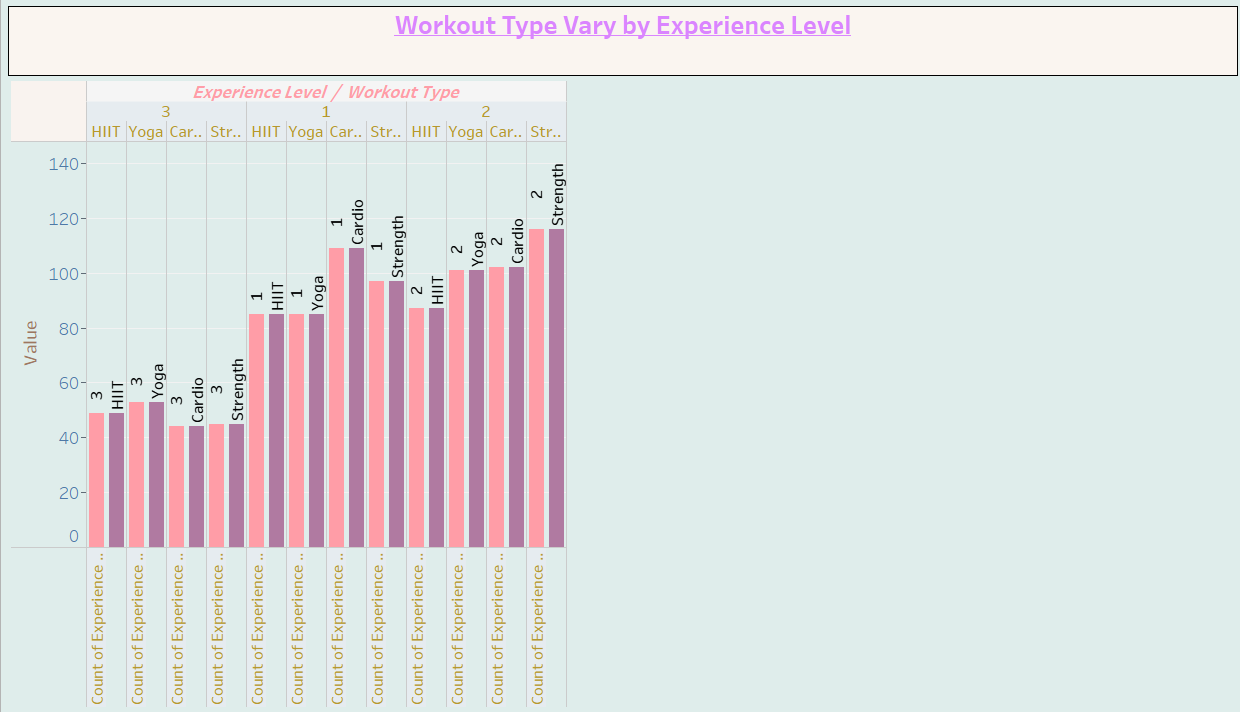 Workout Type Vary by Experience Level
Experience Level / Workout Type
3 1 2
HIIT Yoga Car.. Str.. HIIT Yoga Car.. Str.. HIIT Yoga Car.. Str..
140
120
100
80
60
40
20
0
Value
3 HIIT
3 Yoga
3 Cardio
3 Strength
1 HIIT
1 Yoga
1 Cardio
1 Strength
2 HIIT
2 Yoga
2 Cardio
2 Strength
Count of Experience ..
Count of Experience ..
Count of Experience ..
Count of Experience ..
Count of Experience ..
Count of Experience ..
Count of Experience ..
Count of Experience ..
Count of Experience ..
Count of Experience ..
Count of Experience ..
Count of Experience ..